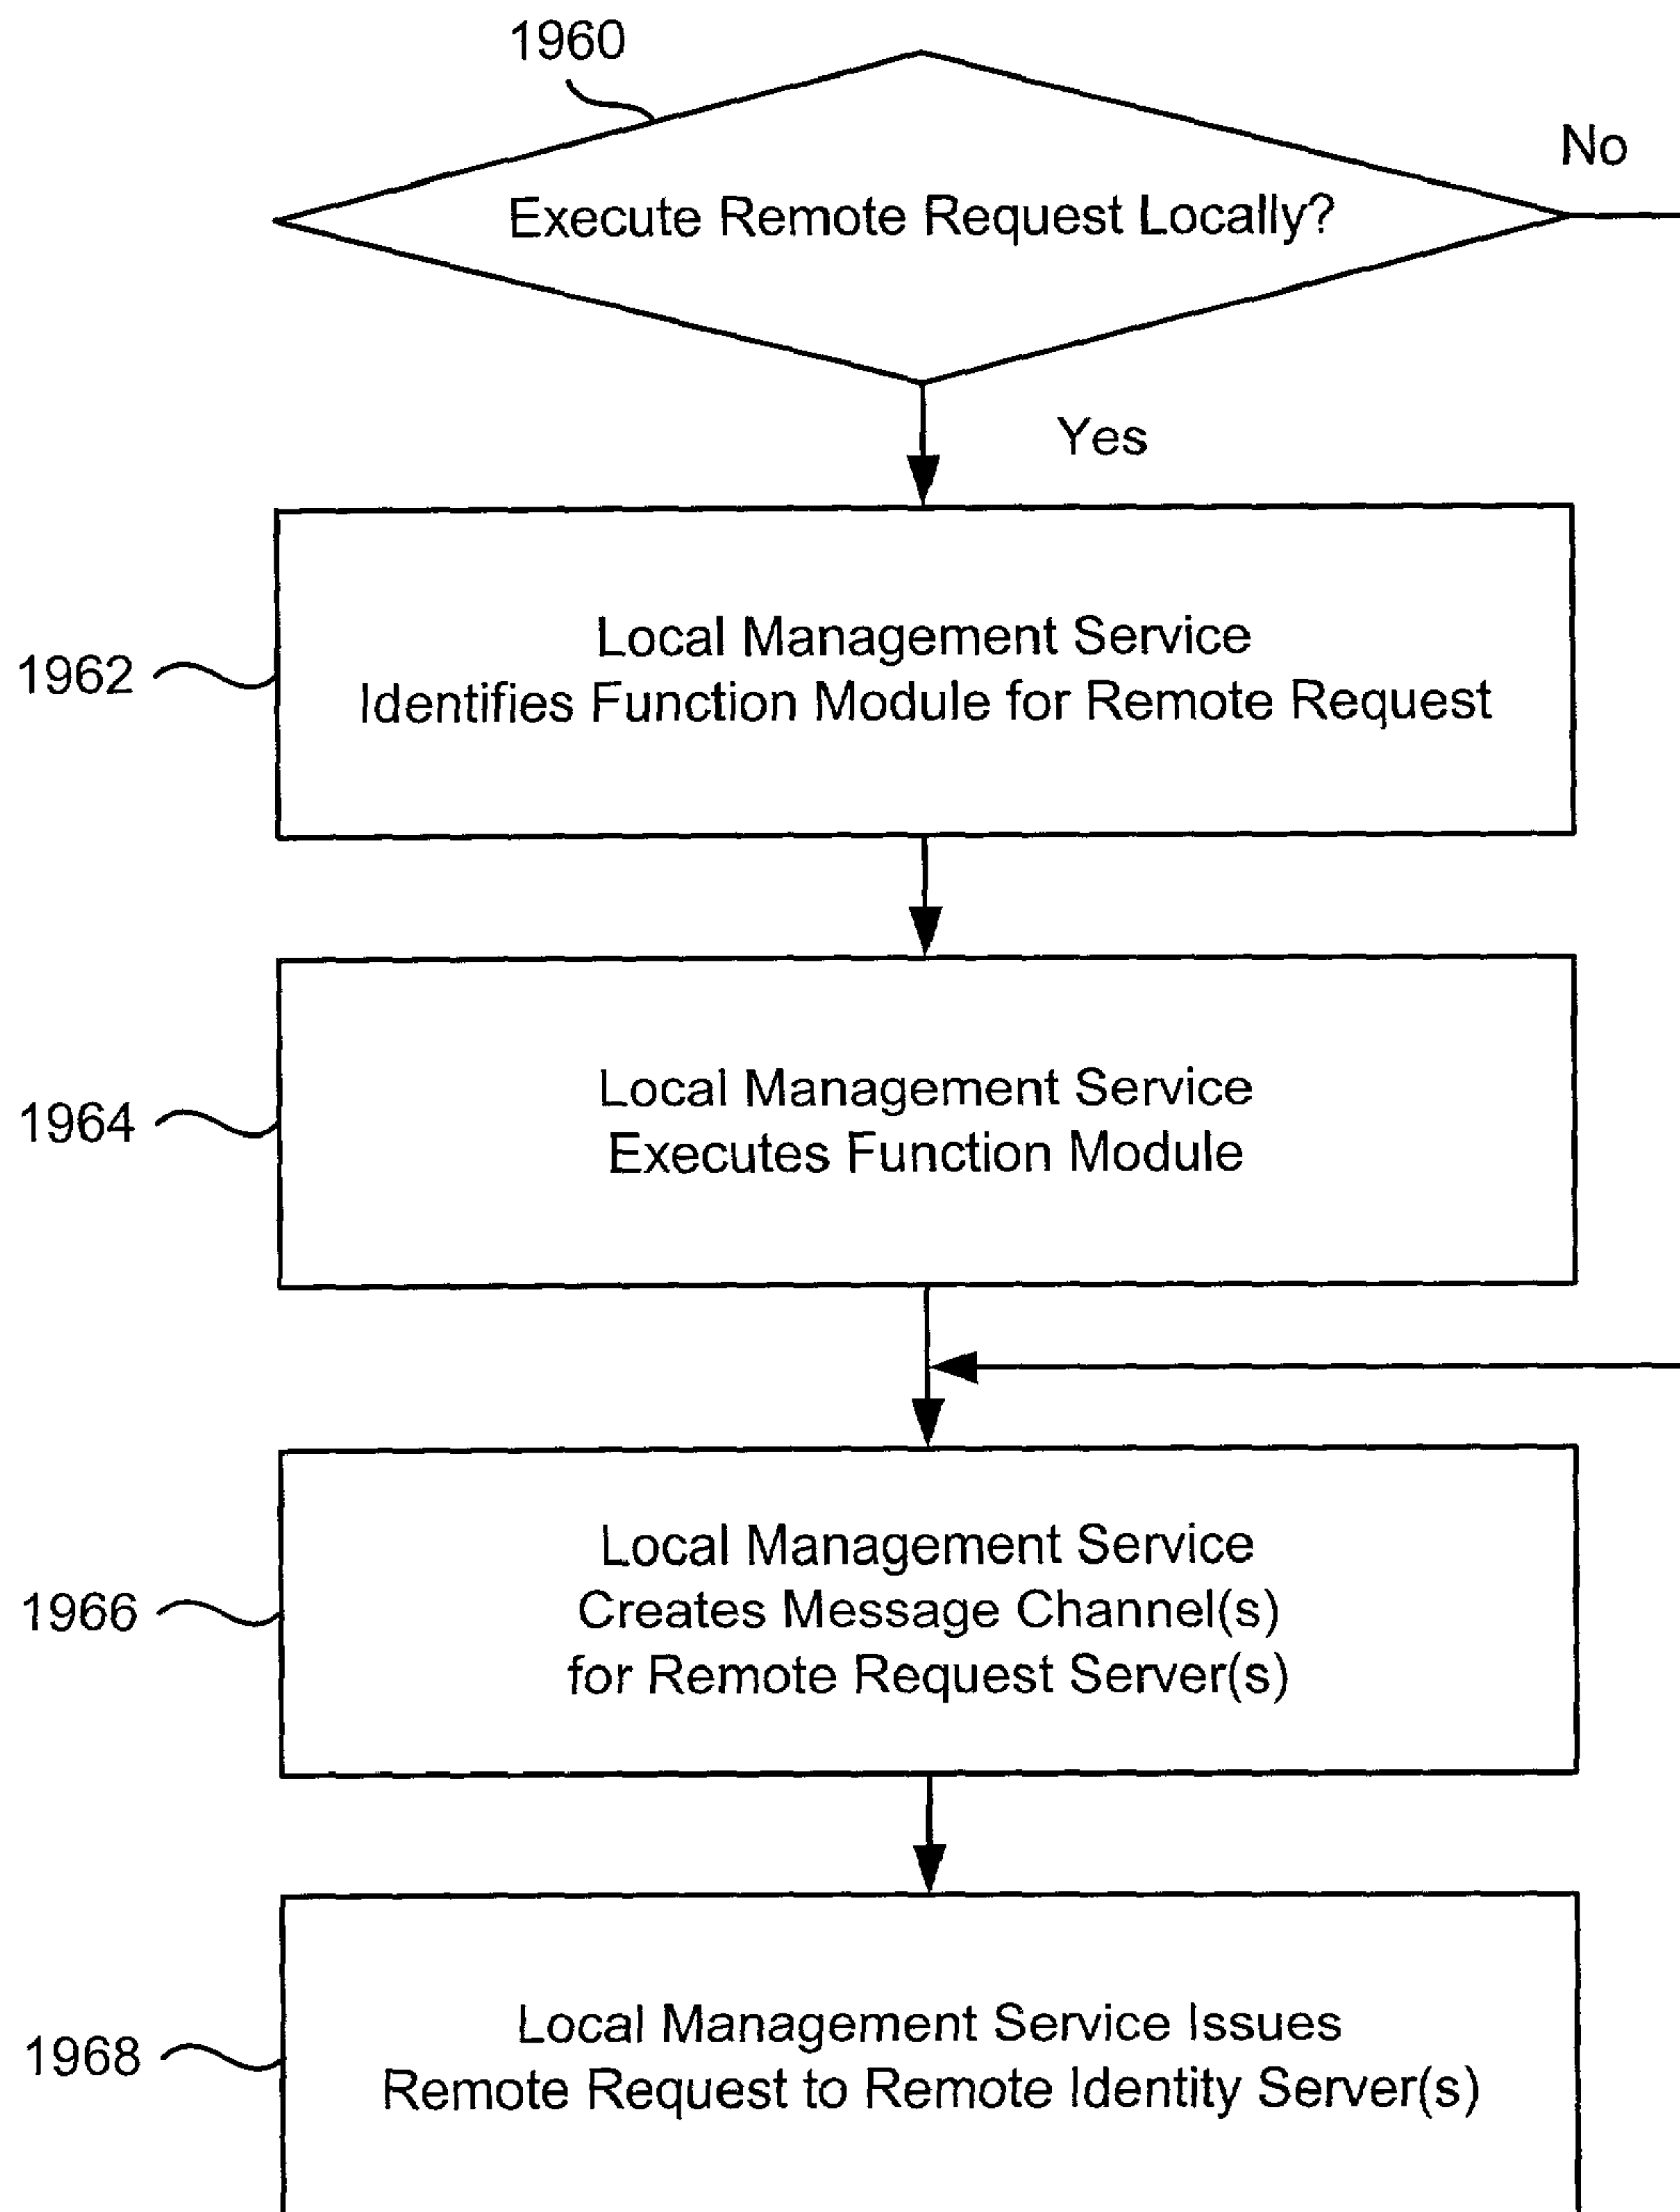 1960
No
Execute Remote Request Locally?
Yes
Local Management Service
Identifies Function Module for Remote Request
1962
Local Management Service
Executes Function Module
1964
Local Management Service
Creates Message Channel(s)
for Remote Request Server(s)
1966
Local Management Service Issues
Remote Request to Remote Identity Server(s)
1968